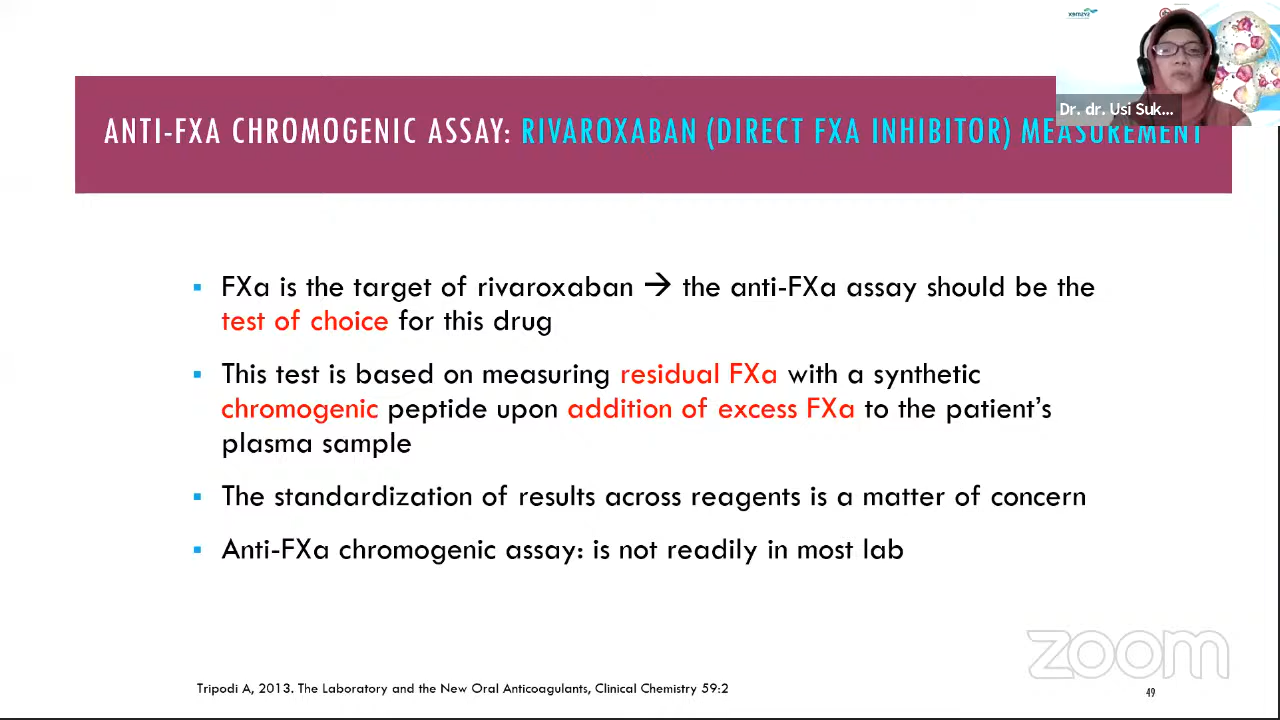 sysmex
Dr. dr. Usi Suk...
ANTI-FXA CHROMOGENIC ASSAY: RIVAROXABAN (DIRECT FXA INHIBITOR) MEASUREMENT
▪ FXa is the target of rivaroxaban → the anti-FXa assay should be the
test of choice for this drug
▪ This test is based on measuring residual FXa with a synthetic
chromogenic peptide upon addition of excess FXa to the patient’s
plasma sample
▪ The standardization of results across reagents is a matter of concern
▪ Anti-FXa chromogenic assay: is not readily in most lab
zoom
Tripodi A, 2013. The Laboratory and the New Oral Anticoagulants, Clinical Chemistry 59:2
49